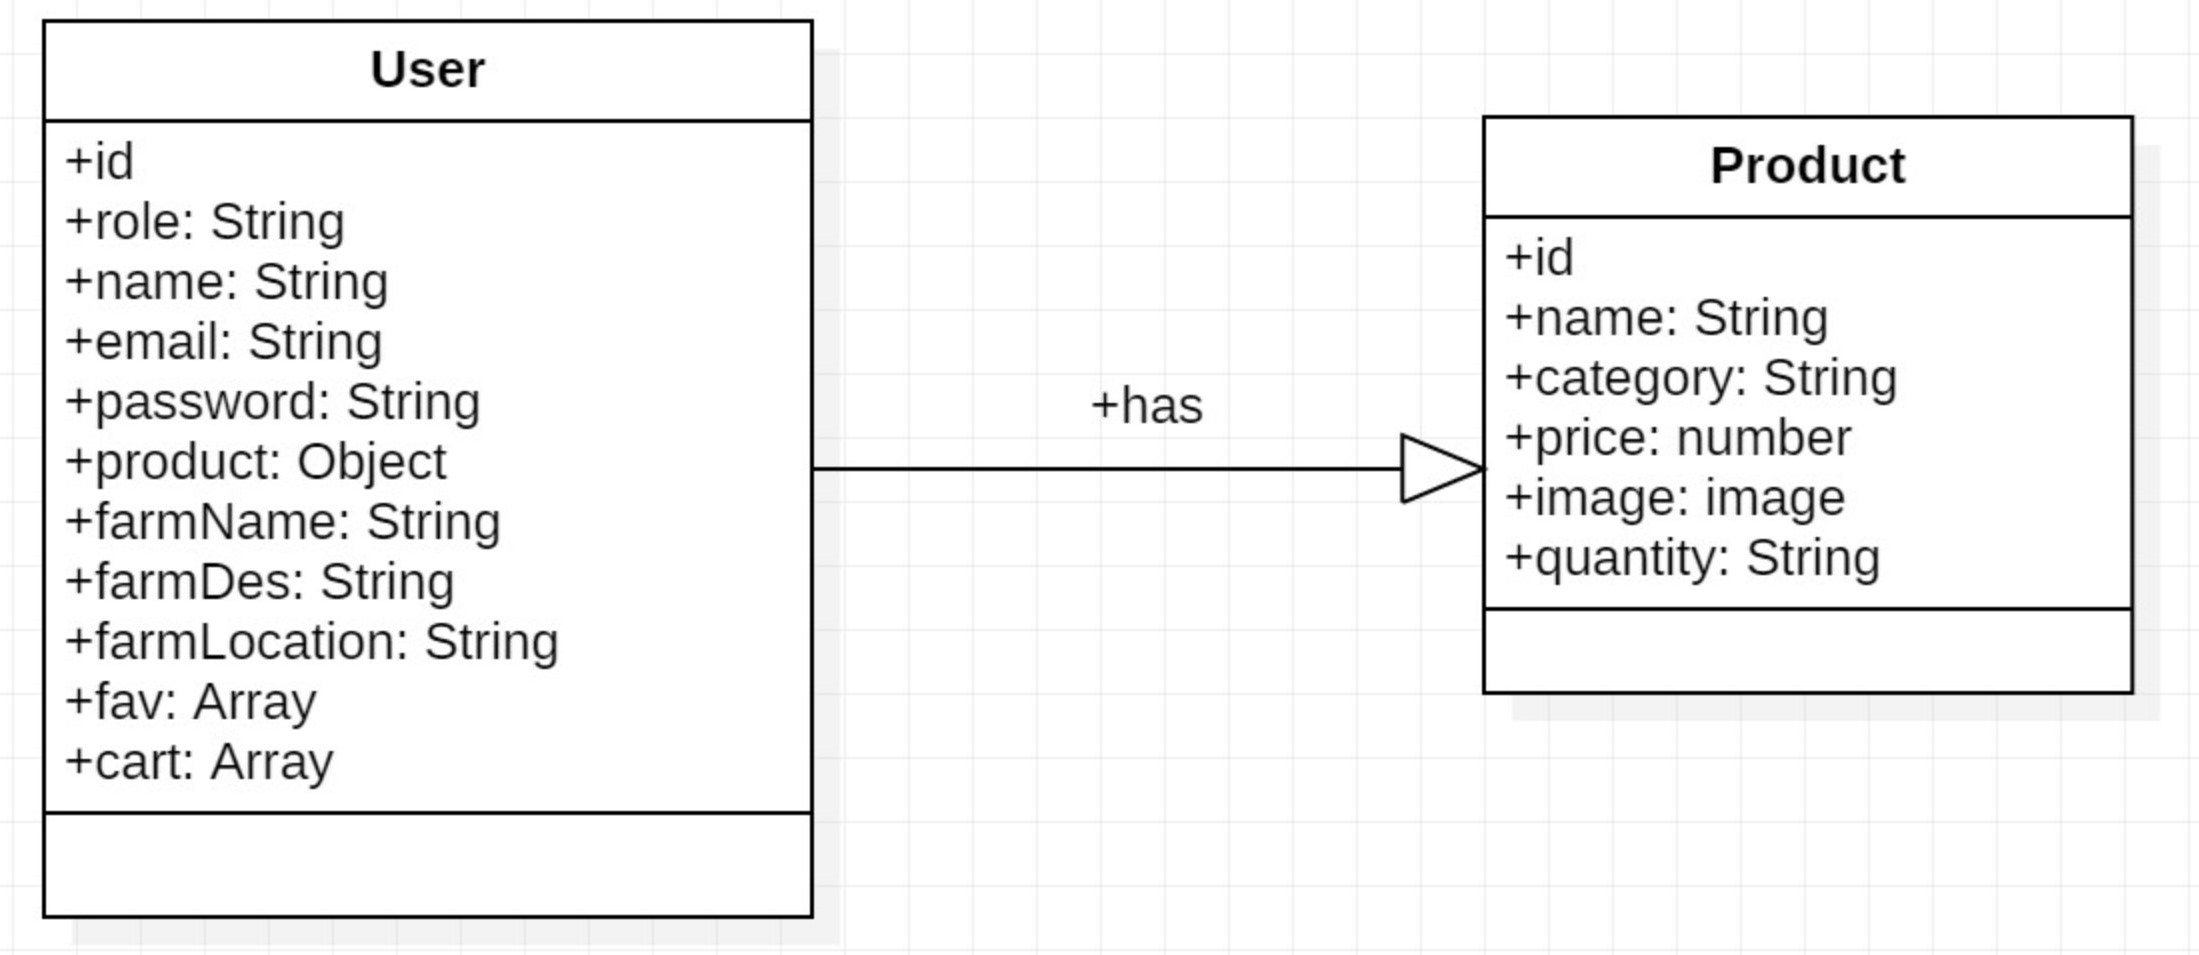 User
+id
+role: String
+name: String
+email: String
+password: String
+product: Object
+farmName: String
+farmDes: String
+farmLocation: String
+fav: Array
+cart: Array
+has
Product
+id
+name: String
+category: String
+price: number
+image: image
+quantity: String